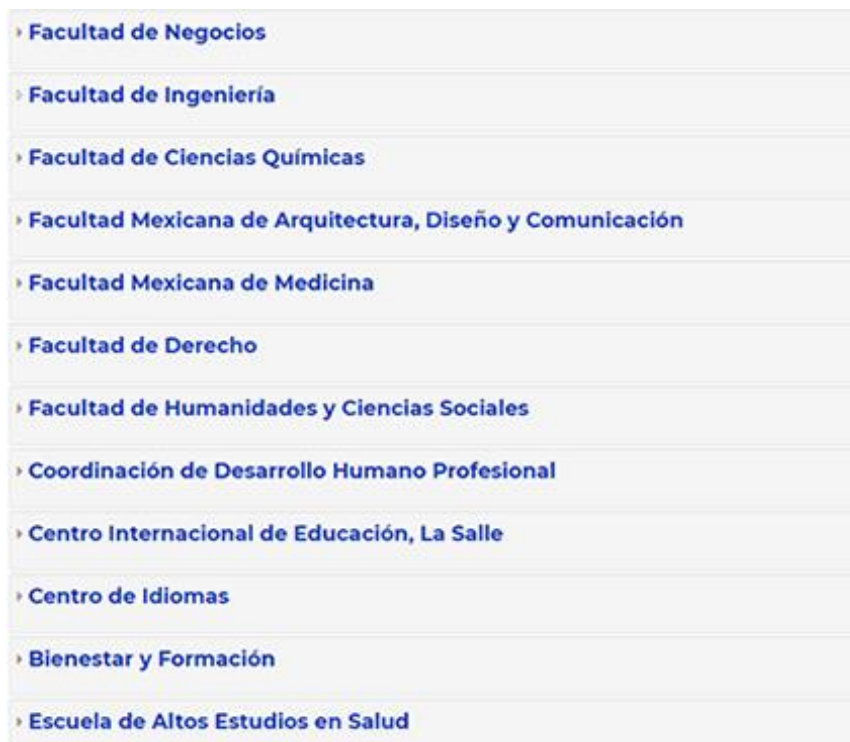 Facultad de Negocios
Facultad de Ingeniería
Facultad de Ciencias Químicas
Facultad Mexicana de Arquitectura, Diseño y Comunicación
Facultad Mexicana de Medicina
Facultad de Derecho
Facultad de Humanidades y Ciencias Sociales
Coordinación de Desarrollo Humano Profesional
Centro Internacional de Educación, La Salle
Centro de Idiomas
Bienestar y Formación
Escuela de Altos Estudios en Salud